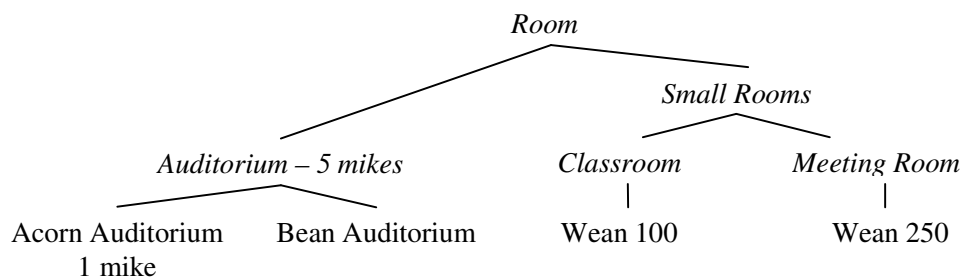 Room
Small Rooms
Auditorium – 5 mikes
Classroom
Meeting Room
Acorn Auditorium
1 mike
Bean Auditorium
Wean 100
Wean 250